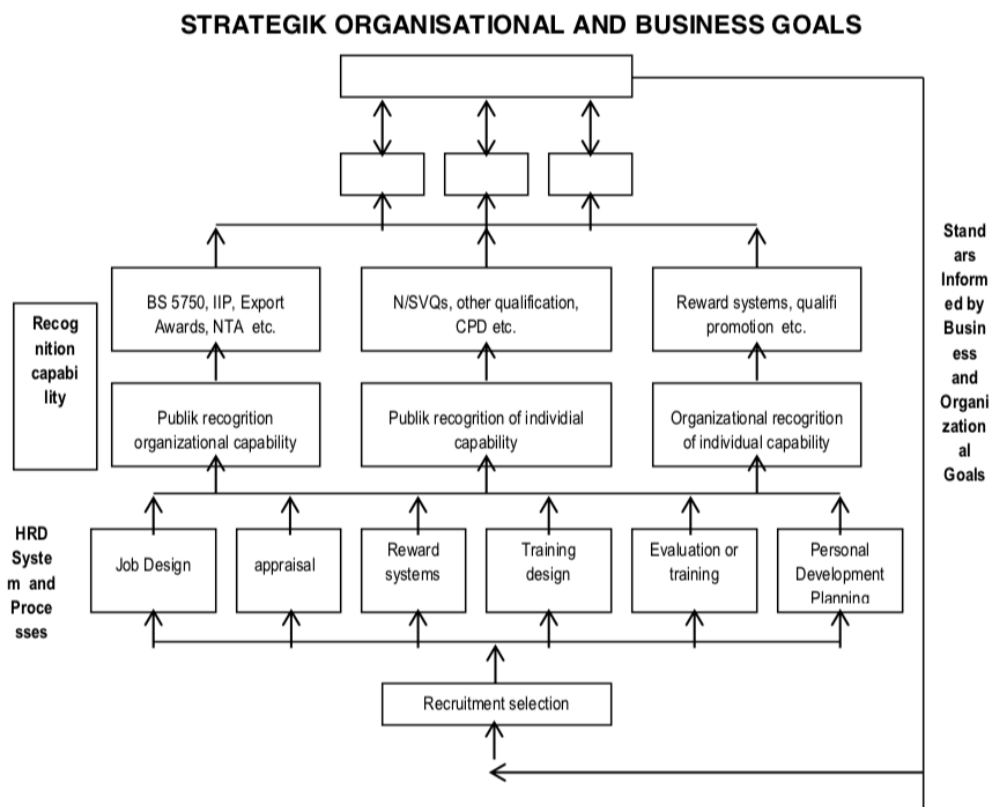 STRATEGIK ORGANISATIONAL AND BUSINESS GOALS
BS 5750, IIP, Export
Awards, NTA etc.
N/SVQs, other qualification,
CPD etc.
Reward systems, qualifi
promotion etc.
Recog
nition
capabi
lity
Publik recogrition
organizational capability
Publik recogrition of individial
capability
Organizational recogrition
of individual capability
Stand
ars
Inform
ed by
Busin
ess
and
Organi
zation
al
Goals
HRD
Syste
m and
Proce
sses
Job Design
appraisal
Reward
systems
Training
design
Evaluation or
training
Personal
Development
Planning
Recruitment selection